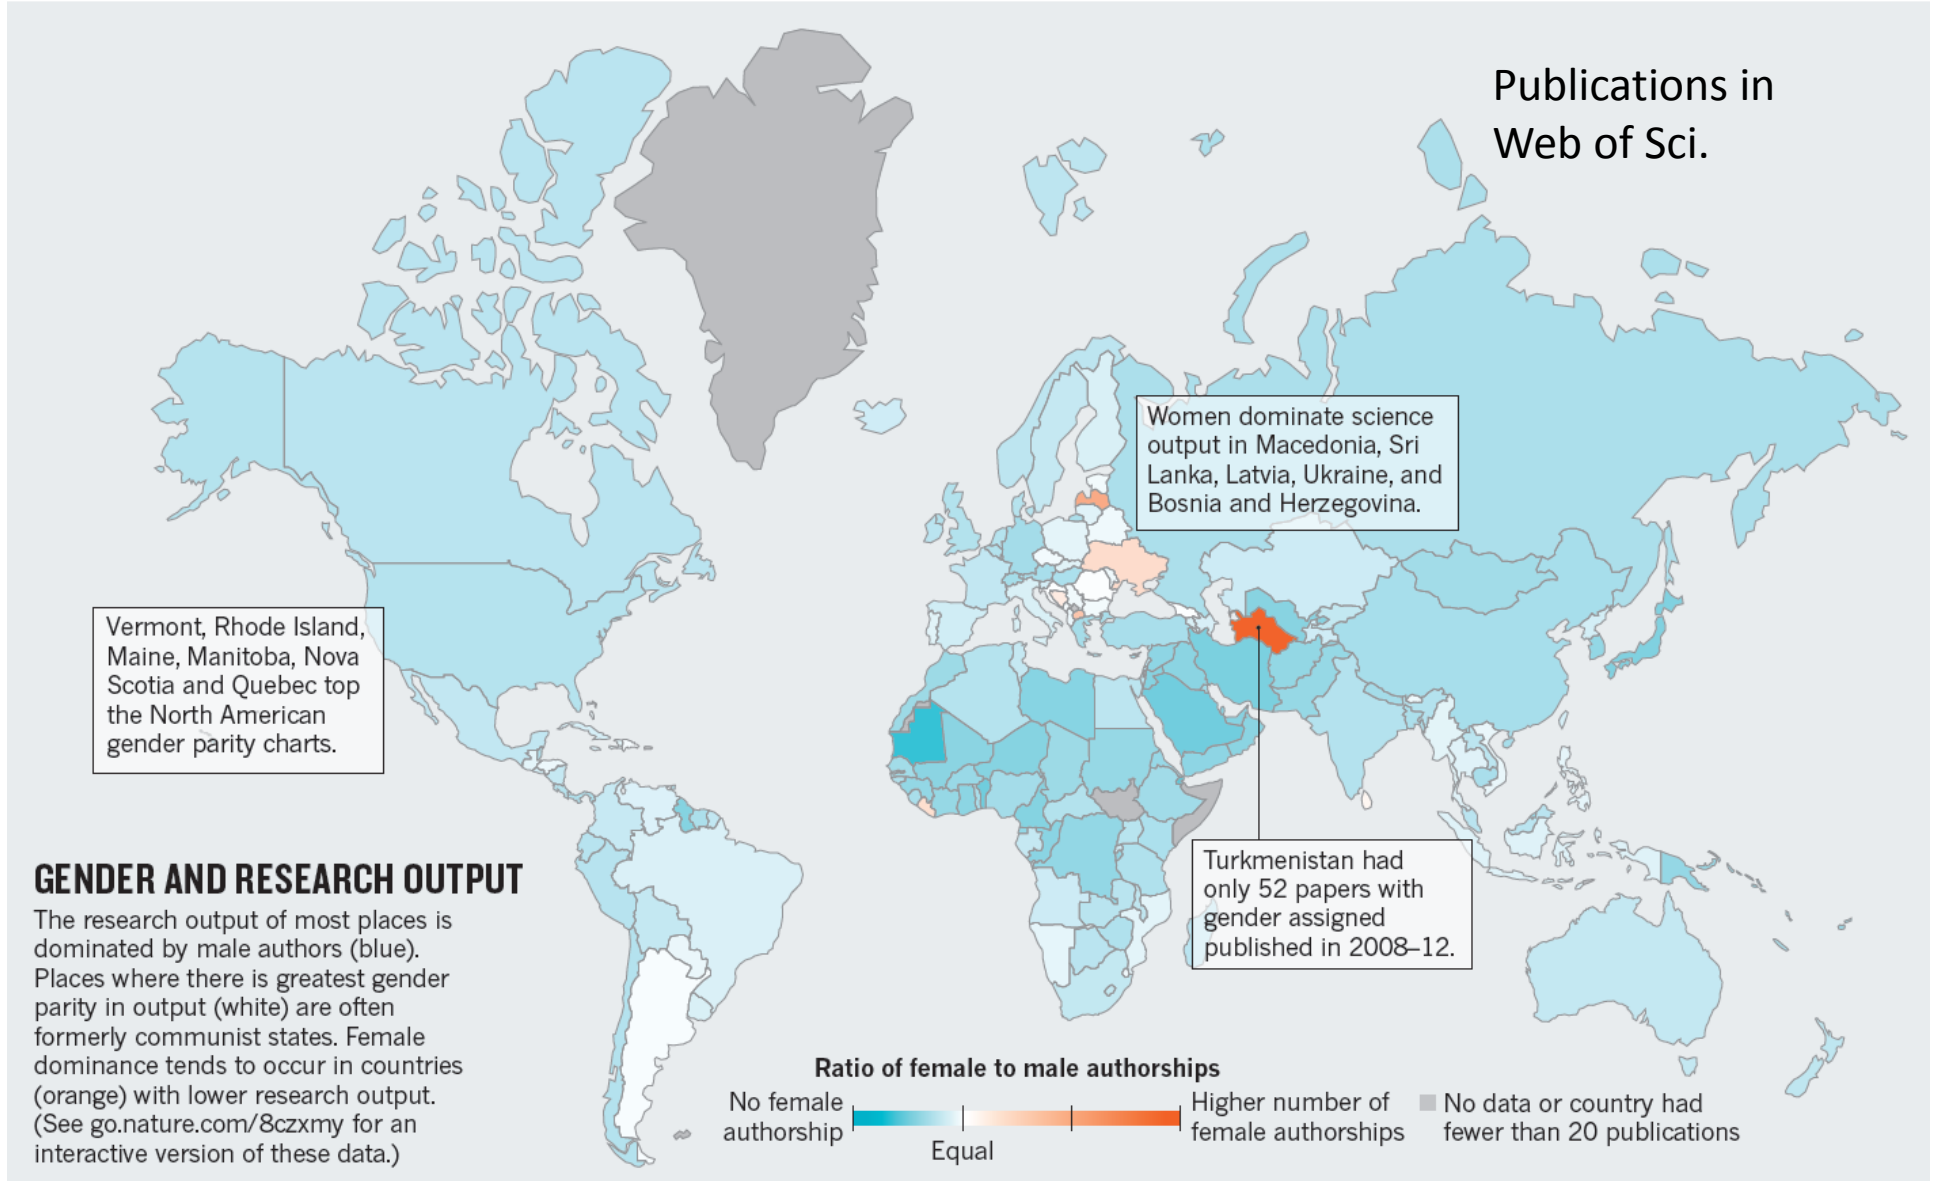 Publications in
Web of Sci.
Women dominate science
output in Macedonia, Sri
Lanka, Latvia, Ukraine, and
Bosnia and Herzegovina.
Vermont, Rhode Island,
Maine, Manitoba, Nova
Scotia and Quebec top
the North American
gender parity charts.
Turkmenistan had
only 52 papers with
gender assigned
published in 2008–12.
GENDER AND RESEARCH OUTPUT
The research output of most places is
dominated by male authors (blue).
Places where there is greatest gender
parity in output (white) are often
formerly communist states. Female
dominance tends to occur in countries
(orange) with lower research output.
(See go.nature.com/8czxmy for an
interactive version of these data.)
Ratio of female to male authorships
No female
authorship
Equal
Higher number of
female authorships
No data or country had
fewer than 20 publications